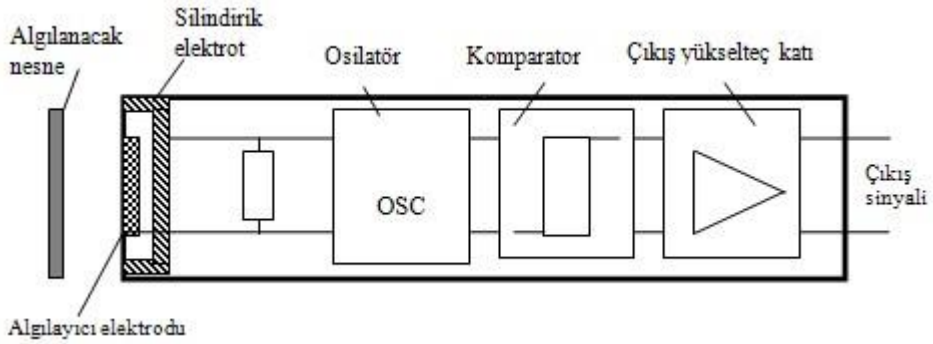 Silindirik
elektrot
Algılanacak
nesne
Osilatör
Komparator
Çıkış yükselteç katı
OSC
Çıkış
sinyali
Algılayıcı elektrodu